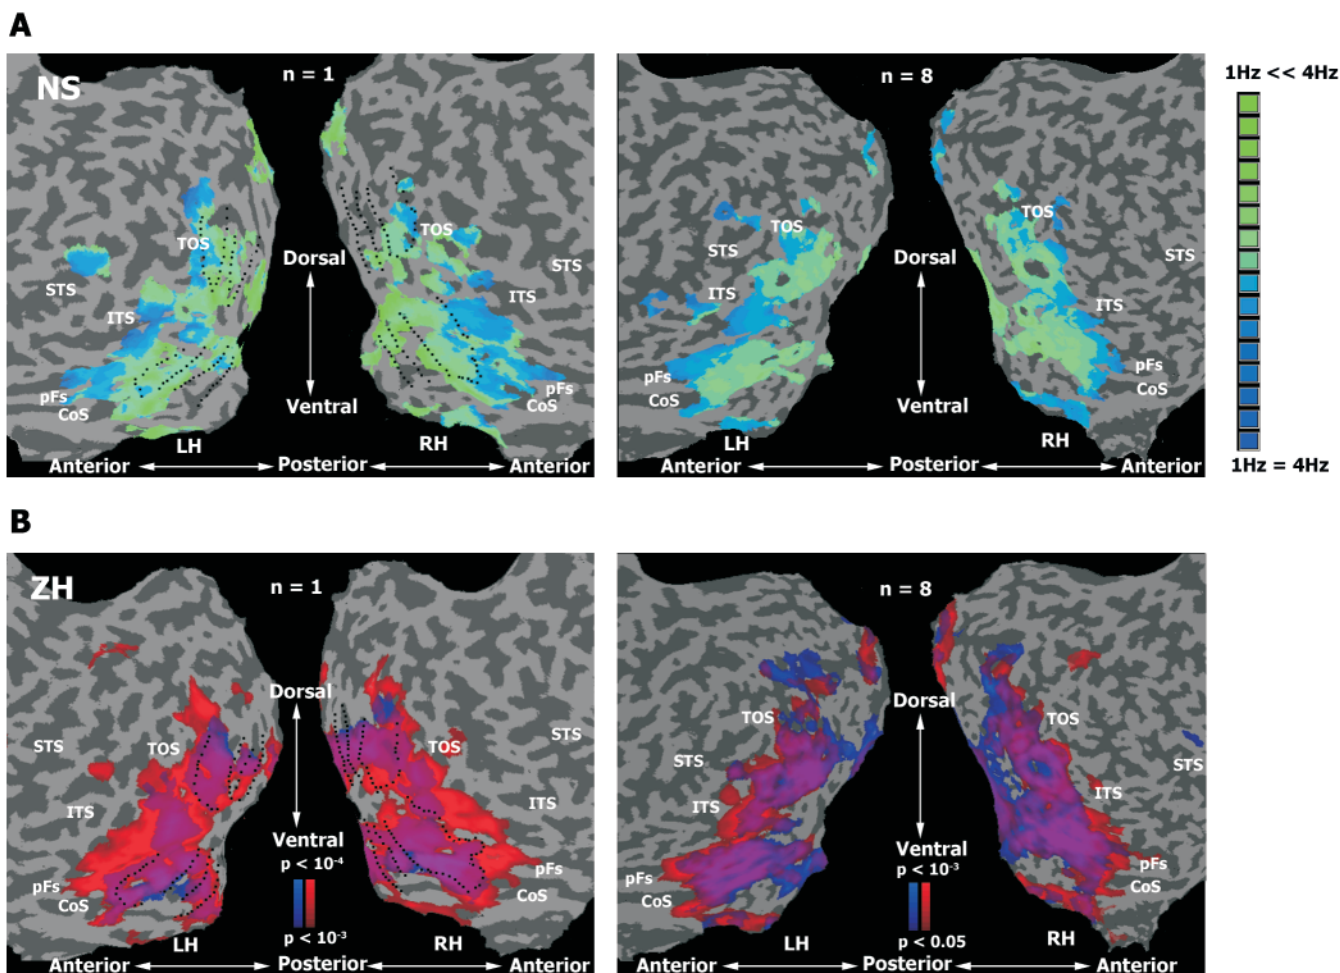 A
NS
n = 1
TOS
TOS
STS
STS
ITS
ITS
Dorsal
Ventral
pFs
pFs
CoS
CoS
LH
RH
Anterior
Posterior
Anterior
n = 8
TOS
TOS
STS
STS
ITS
ITS
Dorsal
Ventral
pFs
pFs
CoS
CoS
LH
RH
Anterior
Posterior
Anterior
1Hz << 4Hz
1Hz = 4Hz
B
ZH
n = 1
Dorsal
STS
TOS
TOS
STS
ITS
ITS
Ventral
p < 10-4
pFs
pFs
CoS
CoS
p < 10-3
LH
RH
Anterior
Posterior
Anterior
n = 8
Dorsal
TOS
TOS
STS
STS
ITS
ITS
Ventral
p < 10-3
pFs
pFs
CoS
CoS
p < 0.05
LH
RH
Anterior
Posterior
Anterior